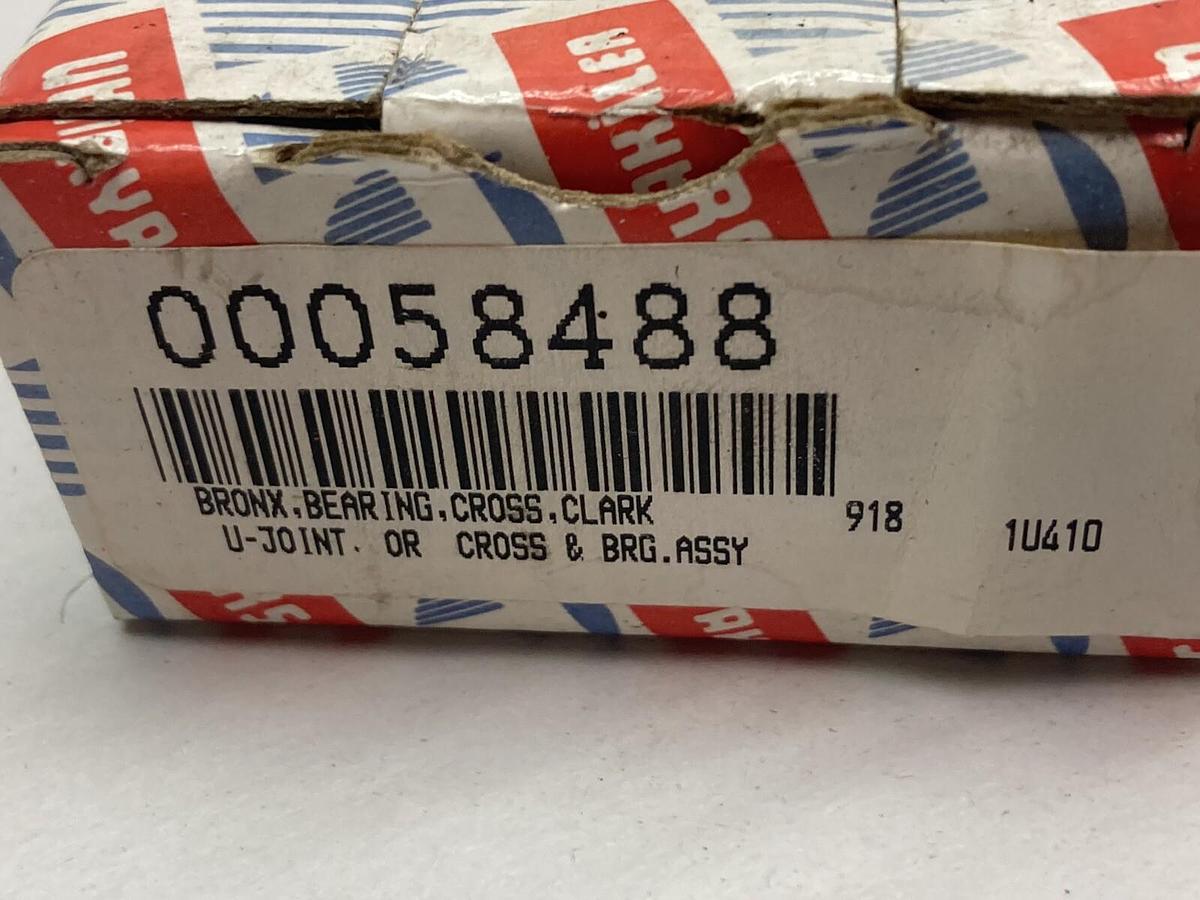 00058488
BRONX,BEARING,CROSS,CLARK
U-JOINT. OR CROSS & BRG.ASSY
918
1U410